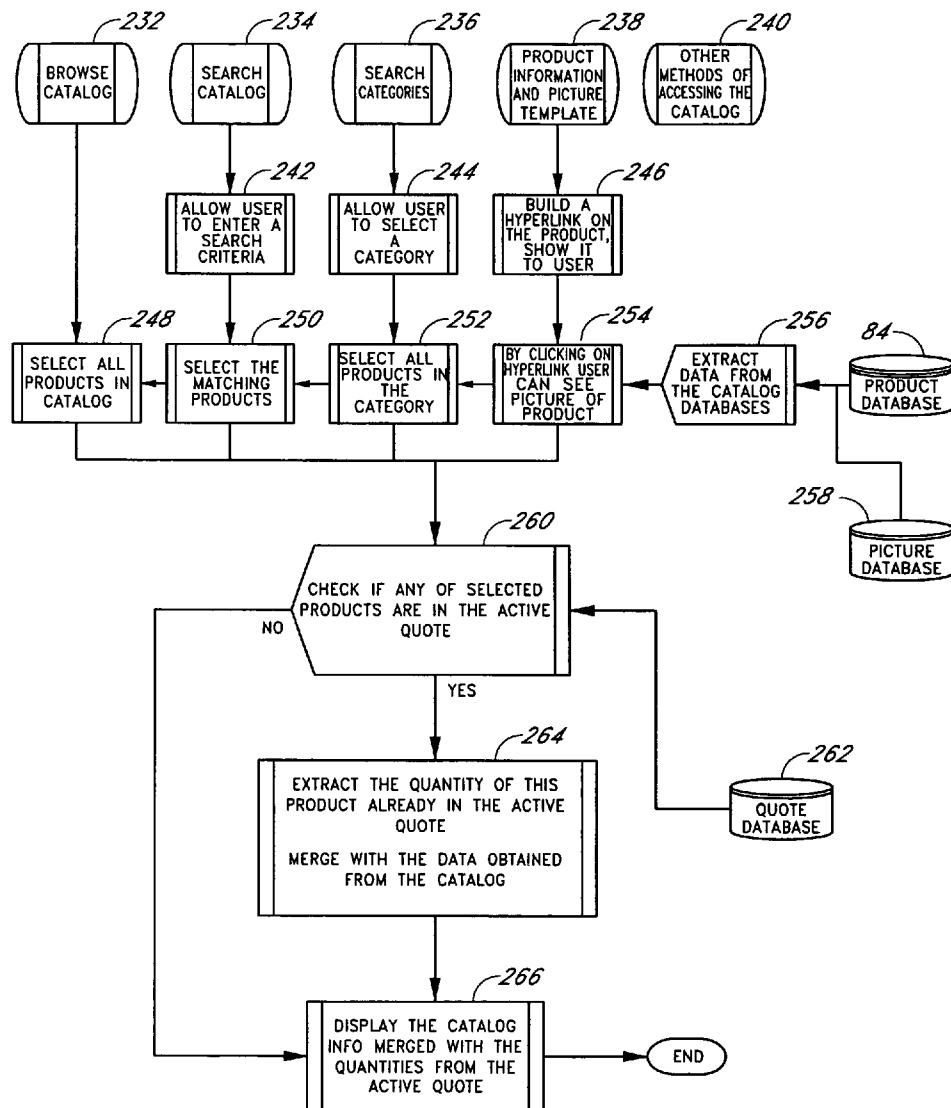 232
234
236
238
240
BROWSE
CATALOG
SEARCH
CATALOG
SEARCH
CATEGORIES
PRODUCT
INFORMATION
AND PICTURE
TEMPLATE
OTHER
METHODS OF
ACCESSING THE
CATALOG
242
244
246
ALLOW USER
TO ENTER A
SEARCH
CRITERIA
ALLOW USER
TO SELECT
A
CATEGORY
BUILD A
HYPERLINK ON
THE PRODUCT,
SHOW IT
TO USER
248
250
252
254
256
84
SELECT ALL
PRODUCTS IN
CATALOG
SELECT THE
MATCHING
PRODUCTS
SELECT ALL
PRODUCTS IN
THE
CATEGORY
BY CLICKING ON
HYPERLINK USER
CAN SEE
PICTURE OF
PRODUCT
EXTRACT
DATA FROM
THE CATALOG
DATABASES
PRODUCT
DATABASE
258
PICTURE
DATABASE
260
CHECK IF ANY OF SELECTED
PRODUCTS ARE IN THE ACTIVE
QUOTE
NO
YES
264
EXTRACT THE QUANTITY OF THIS
PRODUCT ALREADY IN THE ACTIVE
QUOTE
MERGE WITH THE DATA OBTAINED
FROM THE CATALOG
262
QUOTE
DATABASE
266
DISPLAY THE CATALOG
INFO MERGED WITH THE
QUANTITIES FROM THE
ACTIVE QUOTE
END